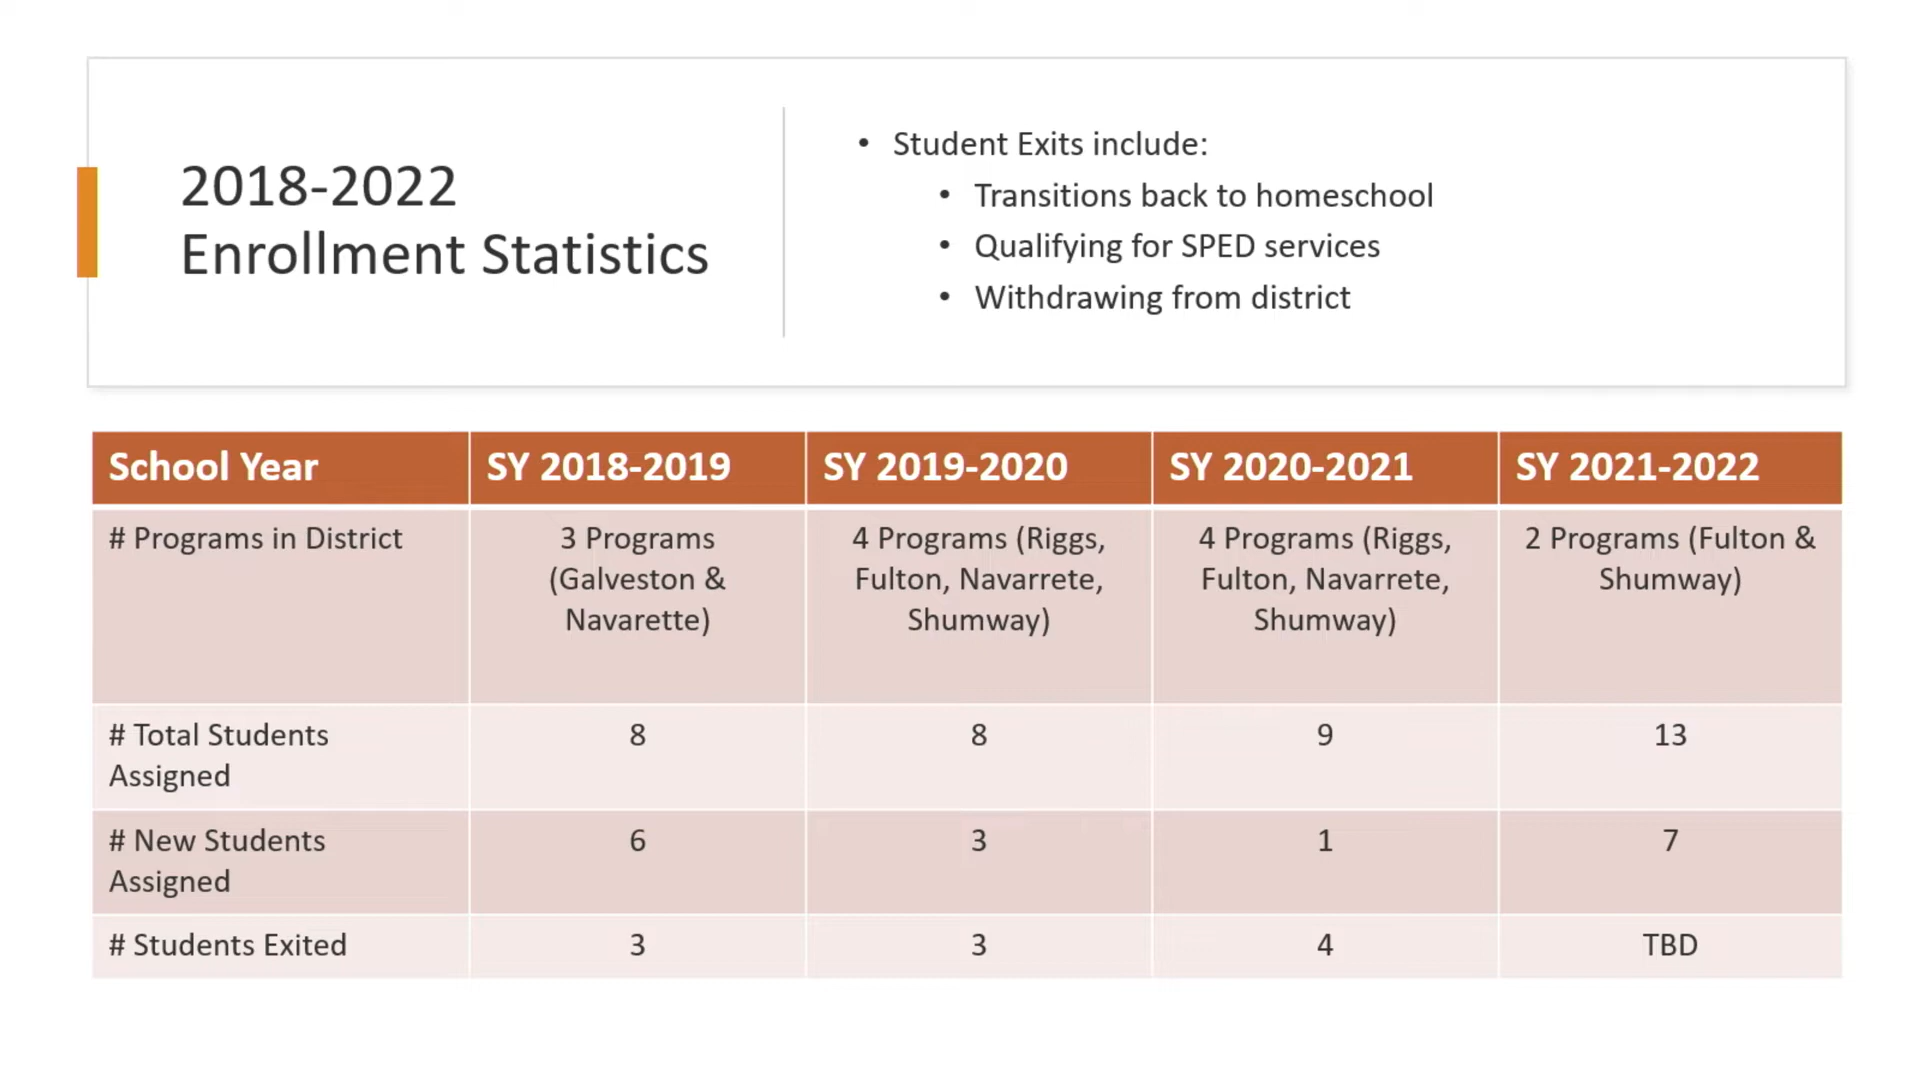 2018-2022
Enrollment Statistics
• Student Exits include:
• Transitions back to homeschool
• Qualifying for SPED services
• Withdrawing from district
School Year
SY 2018-2019
SY 2019-2020
SY 2020-2021
SY 2021-2022
# Programs in District
3 Programs
(Galveston &
Navarette)
4 Programs (Riggs,
Fulton, Navarrete,
Shumway)
4 Programs (Riggs,
Fulton, Navarrete,
Shumway)
2 Programs (Fulton &
Shumway)
# Total Students
Assigned
8
8
9
13
# New Students
Assigned
6
3
1
7
# Students Exited
3
3
4
TBD